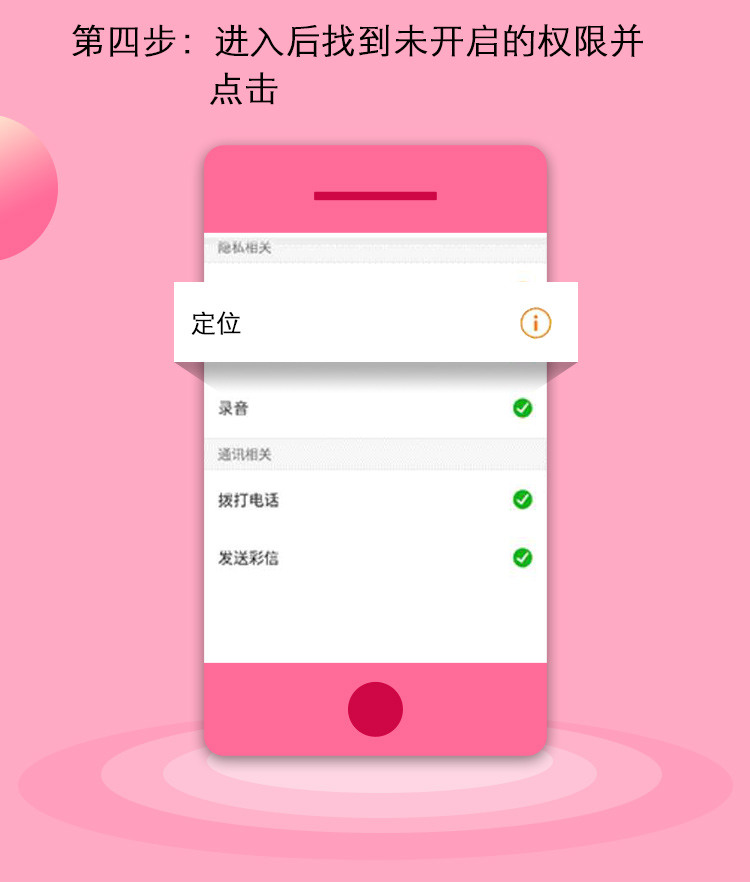 第四步：进入后找到未开启的权限并
点击
隐私相关
定位
录音
通讯相关
拨打电话
发送彩信